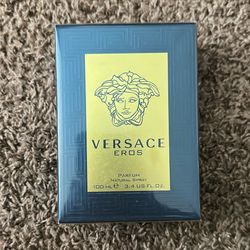 VERSACE
EROS
PARFUM
NATURAL SPRAY
100 ML ℮ 3.4 US FL.OZ.